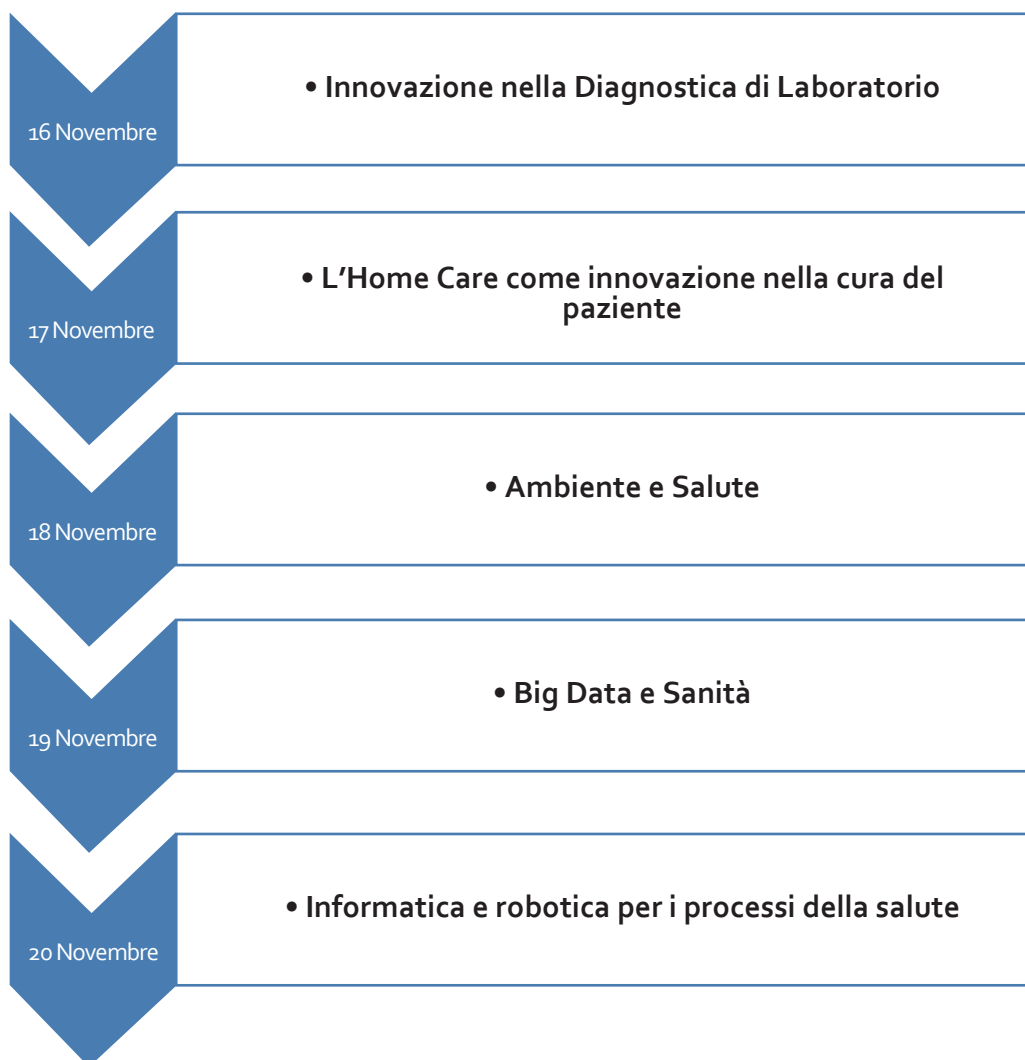 16 Novembre
• Innovazione nella Diagnostica di Laboratorio
17 Novembre
• L’Home Care come innovazione nella cura del
paziente
18 Novembre
• Ambiente e Salute
19 Novembre
• Big Data e Sanità
20 Novembre
• Informatica e robotica per i processi della salute